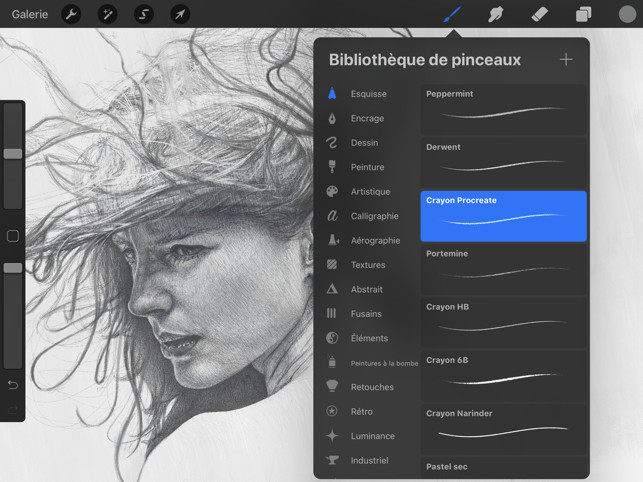 Galerie
Bibliothèque de pinceaux
Esquisse
Encrage
Dessin
Peinture
Artistique
Calligraphie
Aérographie
Textures
Abstrait
Fusains
Éléments
Peintures à la bombe
Retouches
Rétro
Luminance
Industriel
Peppermint
Derwent
Crayon Procreate
Portemine
Crayon HB
Crayon 6B
Crayon Narinder
Pastel sec